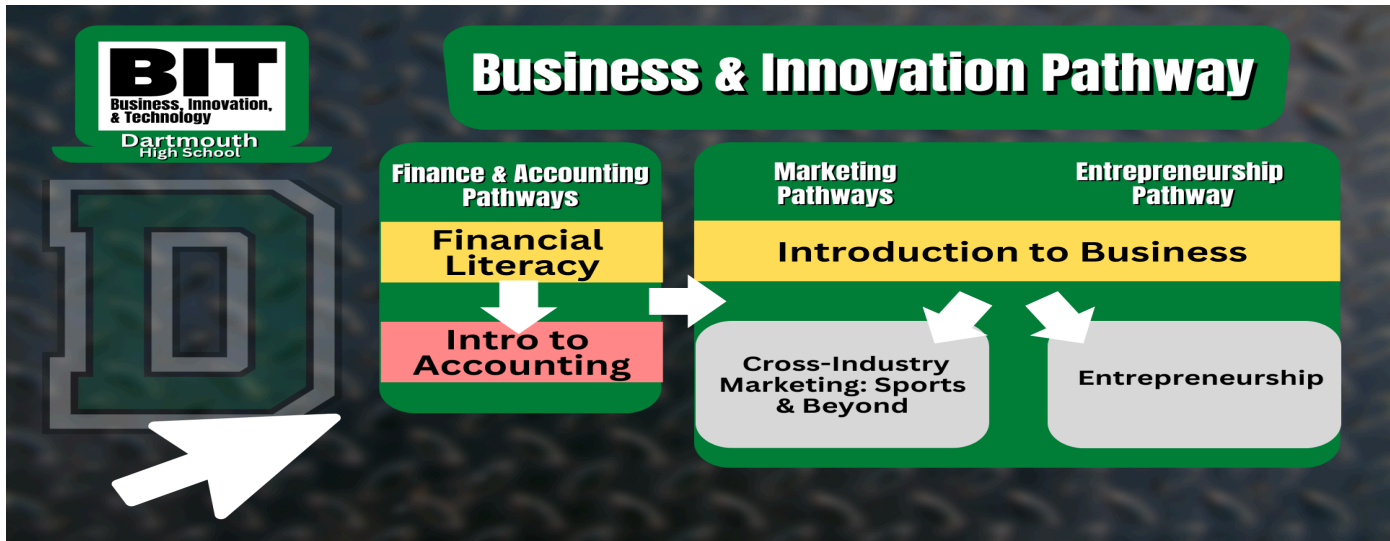 BIT
Business, Innovation,
& Technology
Dartmouth
High School
D
Business & Innovation Pathway
Finance & Accounting
Pathways
Financial
Literacy
Intro to
Accounting
Marketing
Pathways
Entrepreneurship
Pathway
Introduction to Business
Cross-Industry
Marketing: Sports
& Beyond
Entrepreneurship